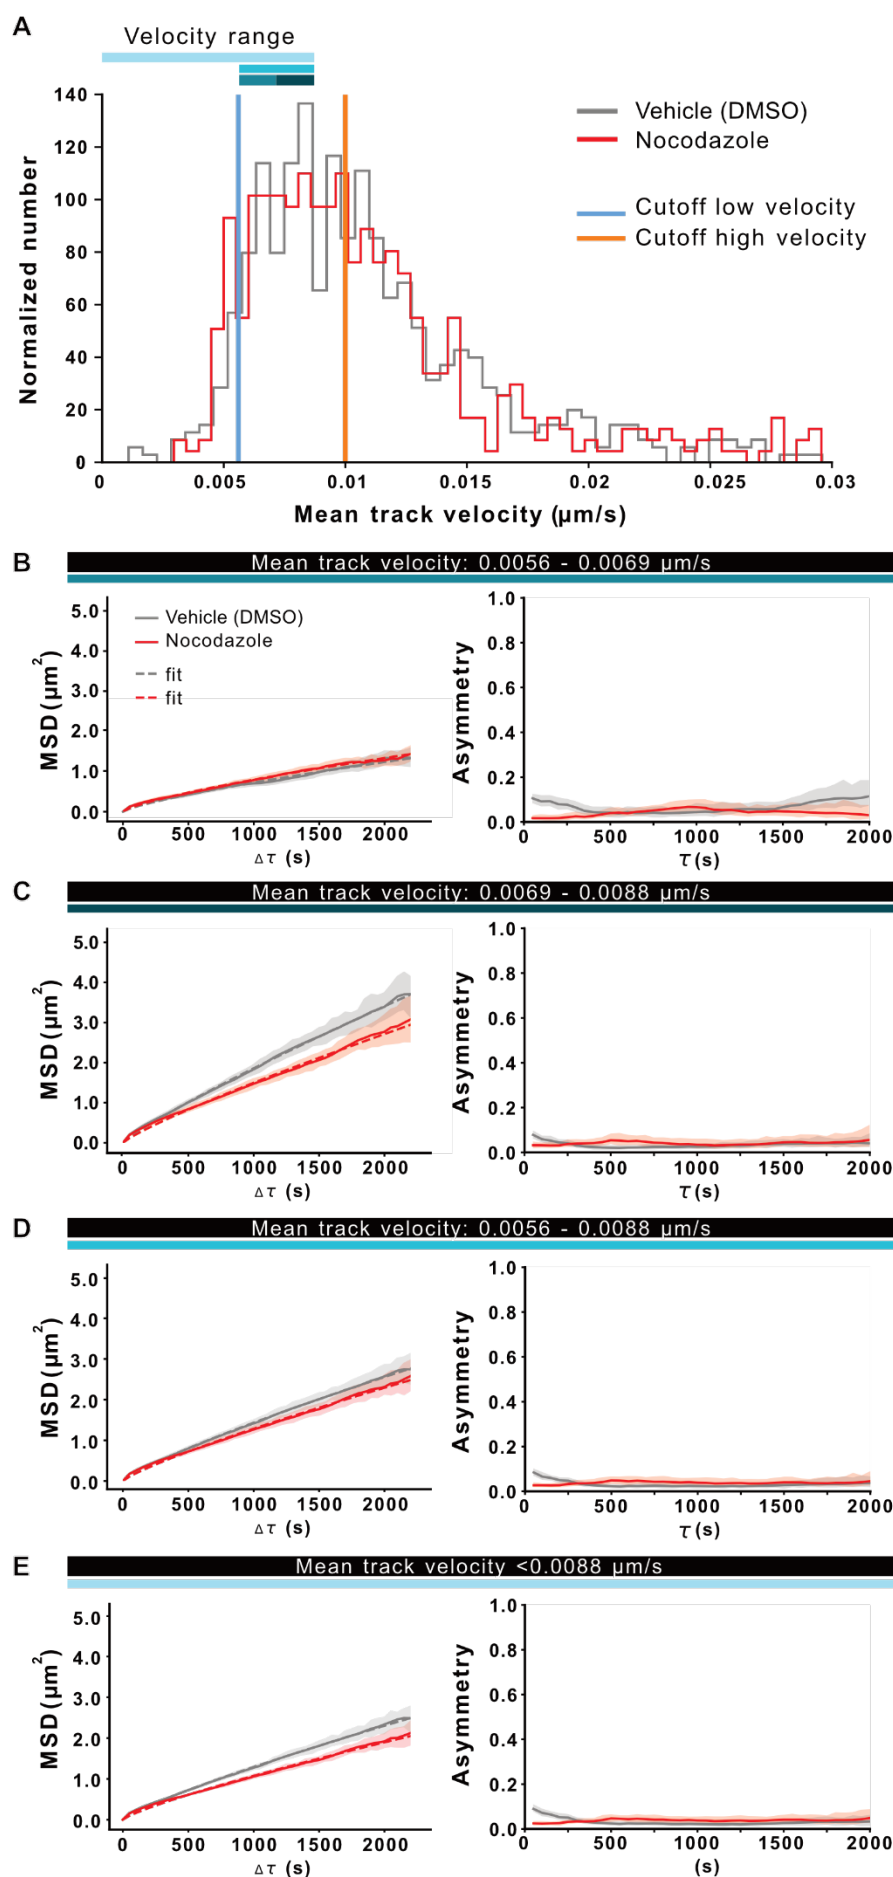 A
Velocity range
140
120
100
80
60
40
20
0
Normalized number
Vehicle (DMSO)
Nocodazole
Cutoff low velocity
Cutoff high velocity
0 0.005 0.01 0.015 0.02 0.025 0.03
Mean track velocity (μm/s)
B
Mean track velocity: 0.0056 - 0.0069 μm/s
5.0
4.0
3.0
2.0
1.0
0.0
MSD(μm²)
Vehicle (DMSO)
Nocodazole
fit
fit
0 500 1000 1500 2000
Δτ (s)
1.0
0.8
0.6
0.4
0.2
0.0
Asymmetry
0 500 1000 1500 2000
τ(s)
C
Mean track velocity: 0.0069 - 0.0088 μm/s
5.0
4.0
3.0
2.0
1.0
0.0
MSD(μm²)
0 500 1000 1500 2000
Δτ (s)
1.0
0.8
0.6
0.4
0.2
0.0
Asymmetry
0 500 1000 1500 2000
τ(s)
D
Mean track velocity: 0.0056 - 0.0088 μm/s
5.0
4.0
3.0
2.0
1.0
0.0
MSD(μm²)
0 500 1000 1500 2000
Δτ (s)
1.0
0.8
0.6
0.4
0.2
0.0
Asymmetry
0 500 1000 1500 2000
τ(s)
E
Mean track velocity <0.0088 μm/s
5.0
4.0
3.0
2.0
1.0
0.0
MSD(μm²)
0 500 1000 1500 2000
Δτ (s)
1.0
0.8
0.6
0.4
0.2
0.0
Asymmetry
0 500 1000 1500 2000
(s)